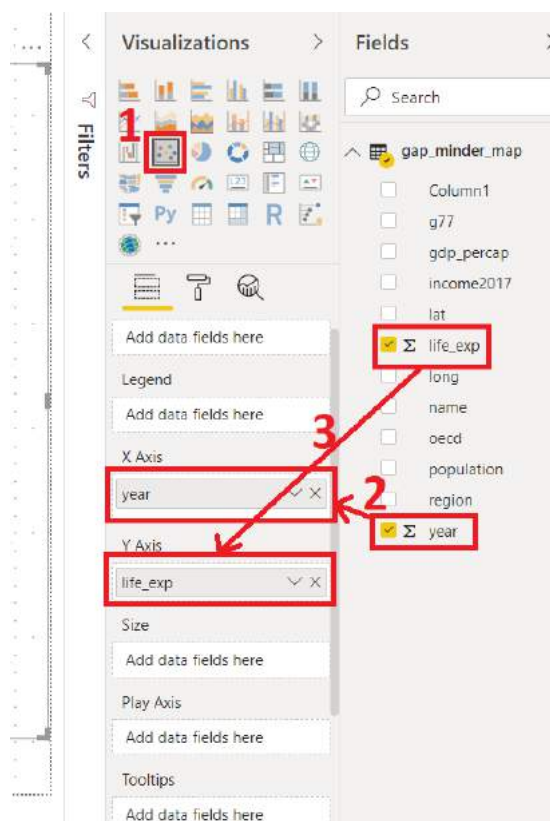 Visualizations
Fields
Search
Filters
1
123
Py
R
gap_minder_map
Column1
g77
gdp_percap
income2017
lat
Σ life_exp
long
name
oecd
population
region
Σ year
Add data fields here
Legend
Add data fields here
3
X Axis
year
2
Y Axis
life_exp
Size
Add data fields here
Play Axis
Add data fields here
Tooltips
Add data fields here